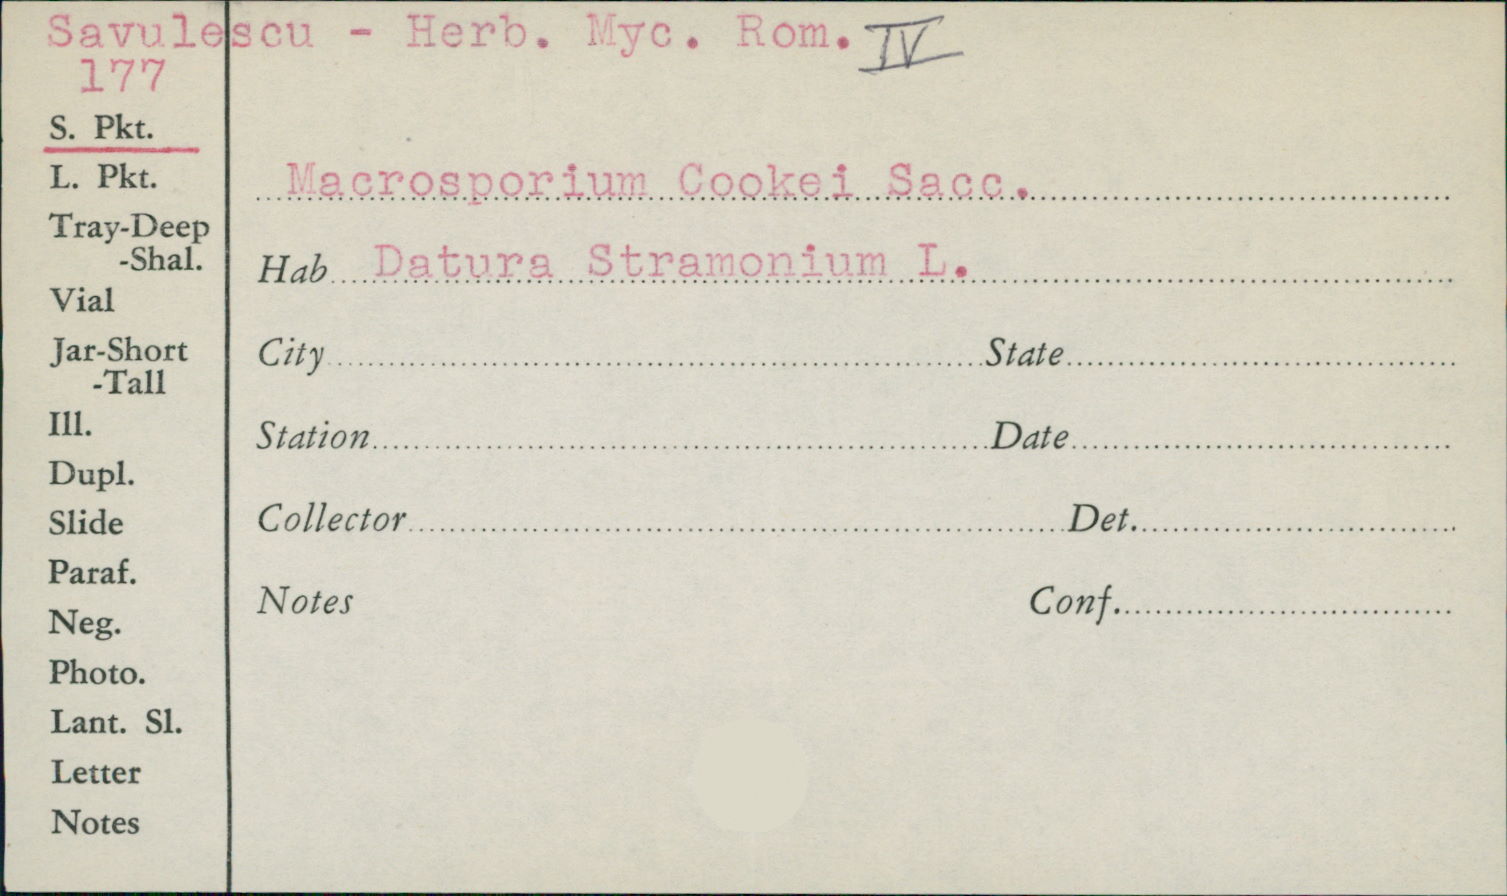 Savulescu - Herb. Myc. Rom. IV
177
S. Pkt.
L. Pkt.
Tray-Deep
-Shal.
Vial
Jar-Short
-Tall
Ill.
Dupl.
Slide
Paraf.
Neg.
Photo.
Lant. Sl.
Letter
Notes
Macrosporium Cookei Sacc.
Hab. Datura Stramonium L.
City State
Station Date
Collector Det.
Notes Conf.